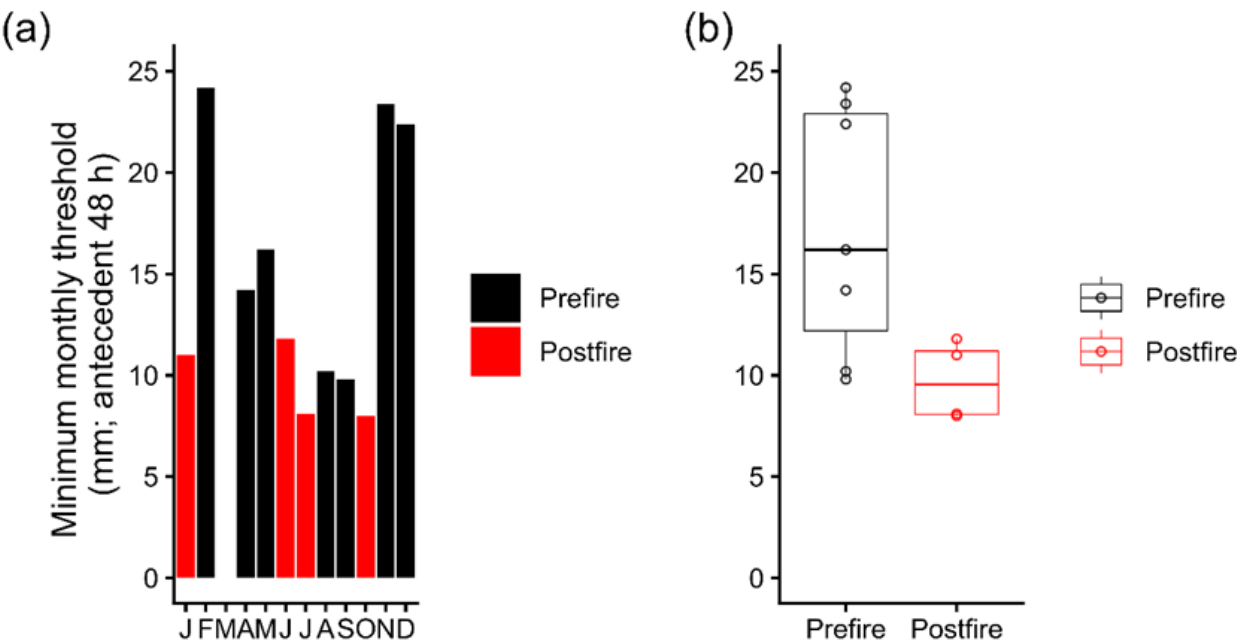 (a)
Minimum monthly threshold
(mm; antecedent 48 h)
25
20
15
10
5
0
J F M A M J J A S O N D
Prefire
Postfire
(b)
25
20
15
10
5
0
Prefire Postfire
Prefire
Postfire